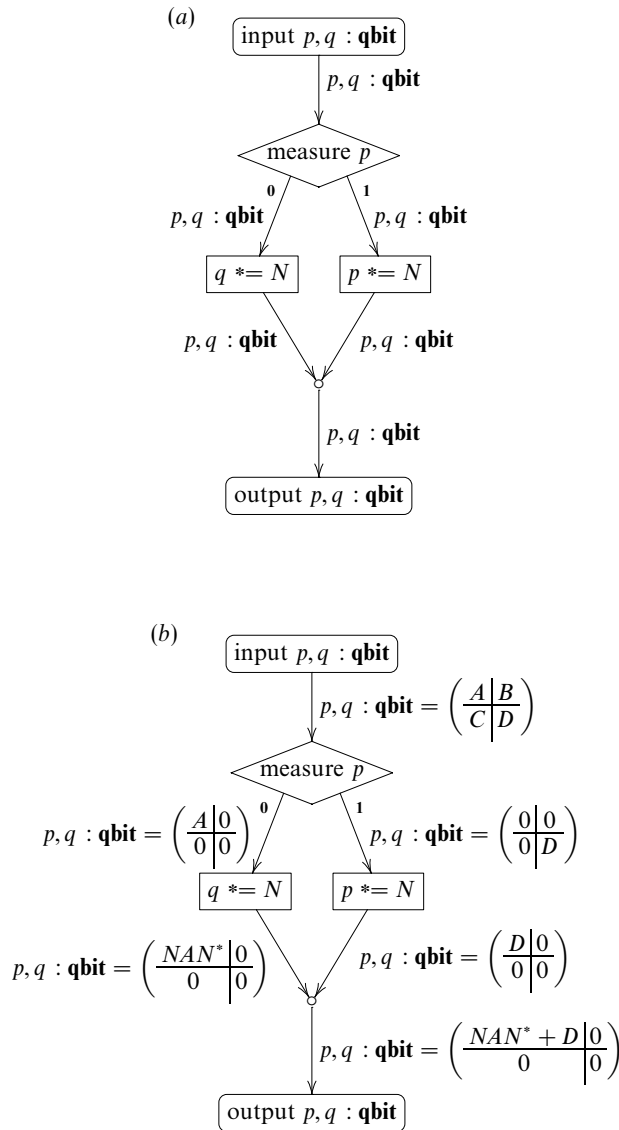 (a)
input p, q : qbit
p, q : qbit
measure p
0 1
p, q : qbit p, q : qbit
q *= N p *= N
p, q : qbit p, q : qbit
p, q : qbit
output p, q : qbit
(b)
input p, q : qbit
p, q : qbit = ( A | B / C | D )
measure p
0 1
p, q : qbit = ( A | 0 / 0 | 0 ) p, q : qbit = ( 0 | 0 / 0 | D )
q *= N p *= N
p, q : qbit = ( NAN* | 0 / 0 | 0 ) p, q : qbit = ( D | 0 / 0 | 0 )
p, q : qbit = ( NAN* + D | 0 / 0 | 0 )
output p, q : qbit